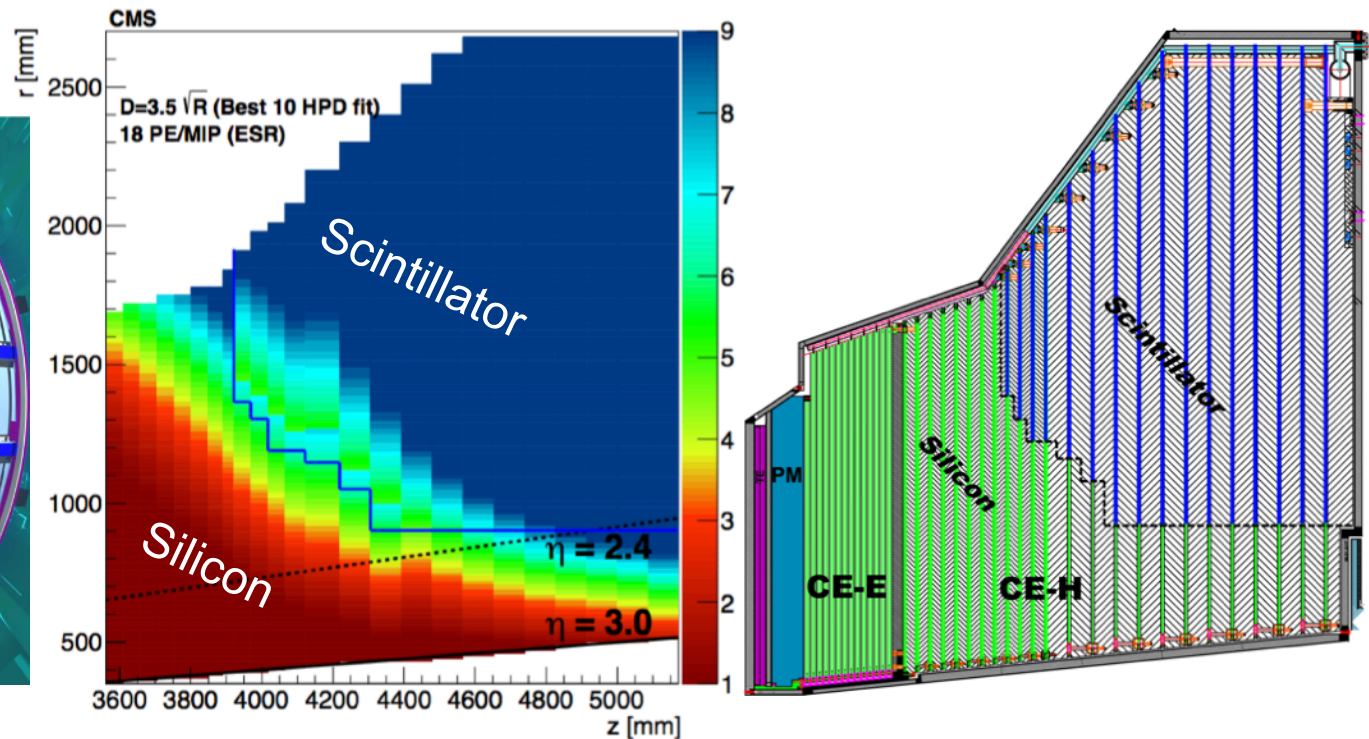 CMS
r [mm]
D=3.5 √R (Best 10 HPD fit)
18 PE/MIP (ESR)
2500
2000
1500
1000
500
Scintillator
Silicon
η = 2.4
η = 3.0
3600 3800 4000 4200 4400 4600 4800 5000
z [mm]
9
8
7
6
5
4
3
2
1
Scintillator
Silicon
PM
CE-E
CE-H